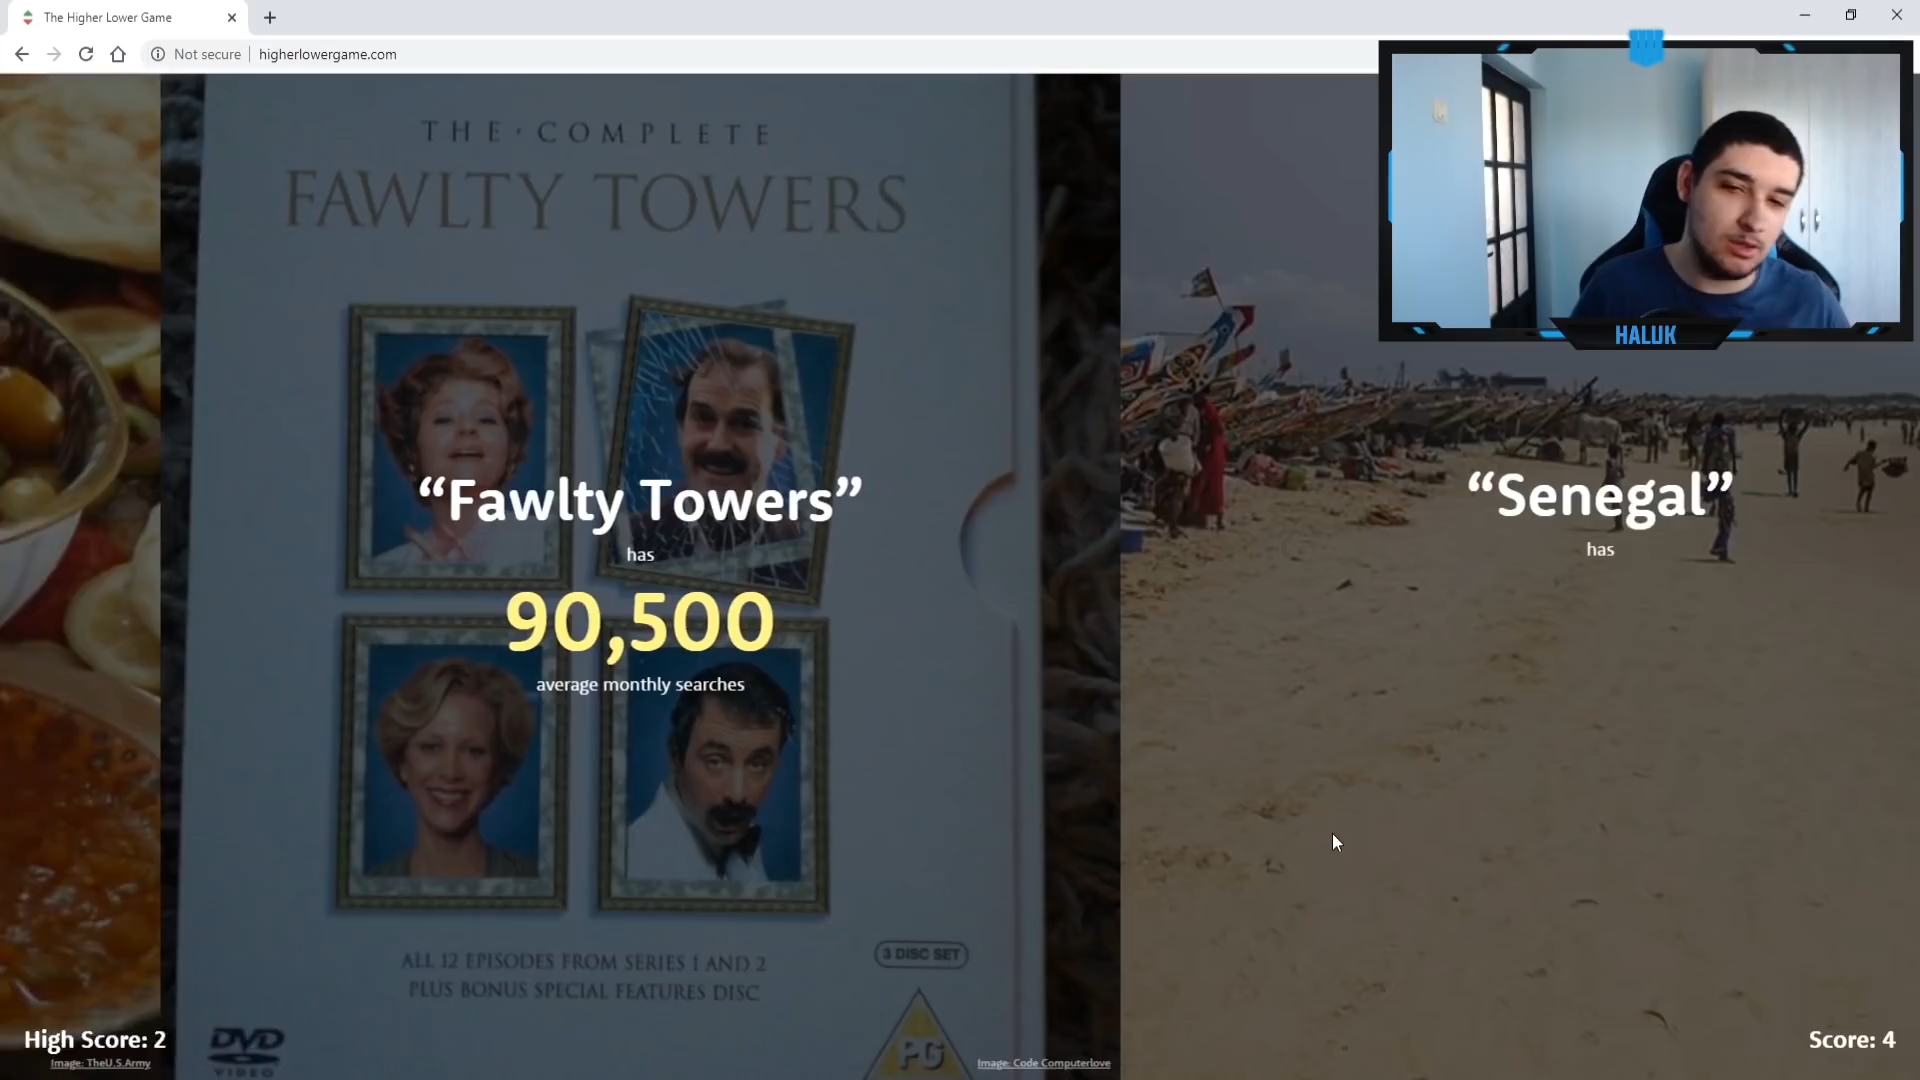 The Higher Lower Game
Not secure
higherlowergame.com
THE·COMPLETE
FAWLTY TOWERS
HALUK
“Fawlty Towers”
has
90,500
average monthly searches
“Senegal”
has
ALL 12 EPISODES FROM SERIES 1 AND 2
PLUS BONUS SPECIAL FEATURES DISC
3 DISC SET
DVD
VIDEO
PG
High Score: 2
Image: TheU.S.Army
Image: Code Computerlove
Score: 4